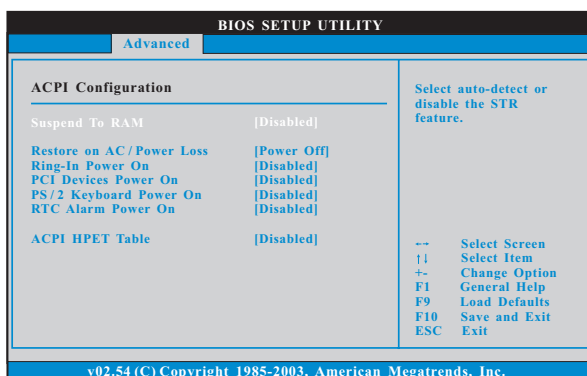 BIOS SETUP UTILITY
Advanced
ACPI Configuration
Suspend To RAM [Disabled]
Restore on AC / Power Loss [Power Off]
Ring-In Power On [Disabled]
PCI Devices Power On [Disabled]
PS / 2 Keyboard Power On [Disabled]
RTC Alarm Power On [Disabled]
ACPI HPET Table [Disabled]
Select auto-detect or
disable the STR
feature.
←→ Select Screen
↑↓ Select Item
+- Change Option
F1 General Help
F9 Load Defaults
F10 Save and Exit
ESC Exit
v02.54 (C) Copyright 1985-2003, American Megatrends, Inc.